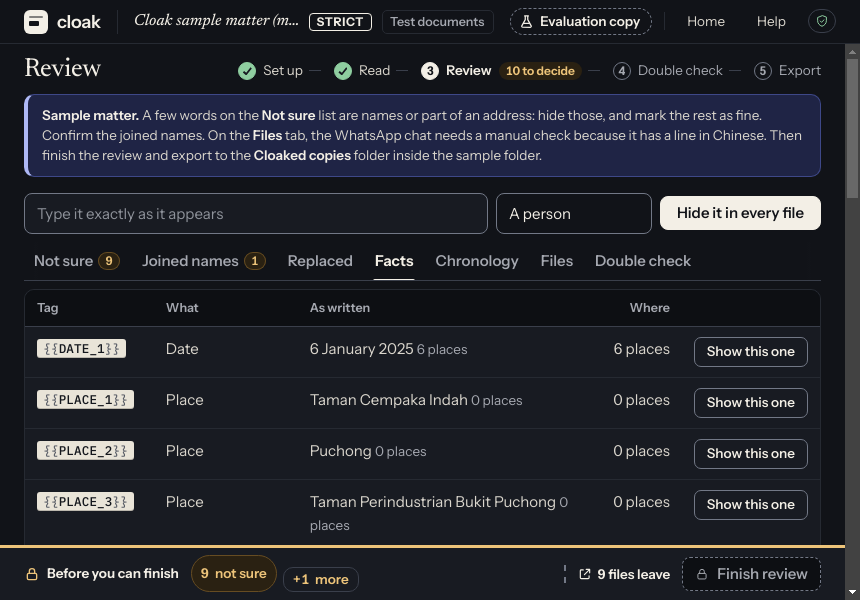 cloak
Cloak sample matter (m...
STRICT
Test documents
Evaluation copy
Home
Help
Review
Set up
Read
3 Review 10 to decide
4 Double check
5 Export
Sample matter. A few words on the Not sure list are names or part of an address: hide those, and mark the rest as fine.
Confirm the joined names. On the Files tab, the WhatsApp chat needs a manual check because it has a line in Chinese. Then
finish the review and export to the Cloaked copies folder inside the sample folder.
Type it exactly as it appears
A person
Hide it in every file
Not sure 9
Joined names 1
Replaced
Facts
Chronology
Files
Double check
Tag What As written Where
{{DATE_1}} Date 6 January 2025 6 places 6 places Show this one
{{PLACE_1}} Place Taman Cempaka Indah 0 places 0 places Show this one
{{PLACE_2}} Place Puchong 0 places 0 places Show this one
{{PLACE_3}} Place Taman Perindustrian Bukit Puchong 0 0 places Show this one
places
Before you can finish
9 not sure
+1 more
9 files leave
Finish review